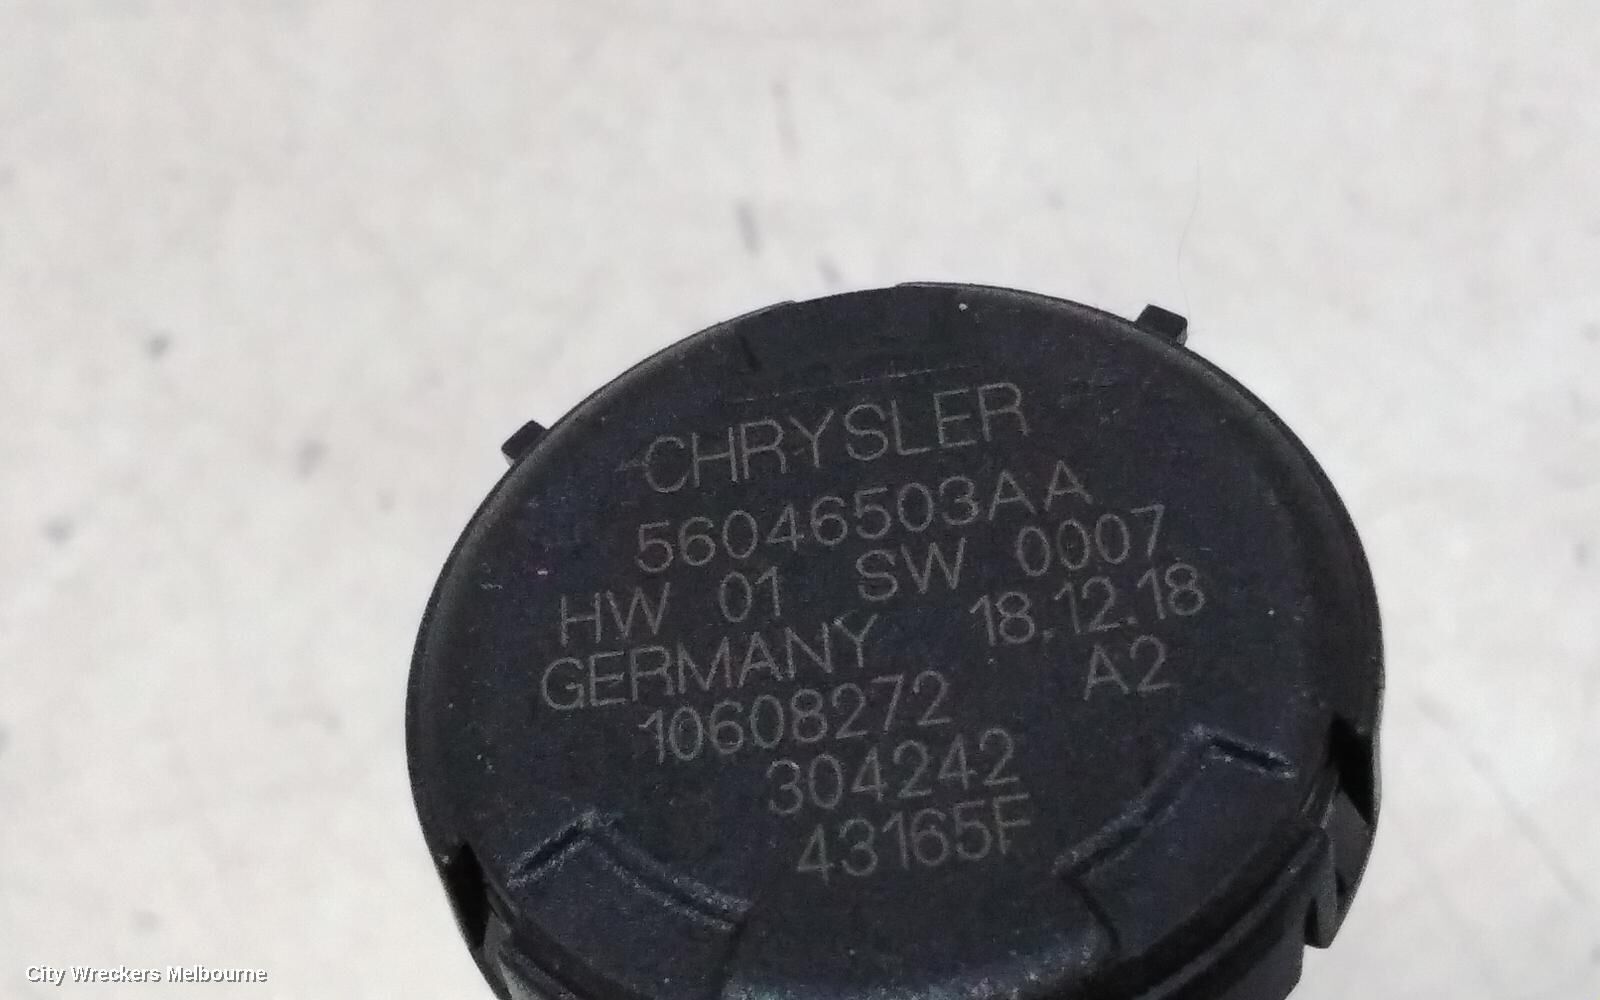 CHRYSLER
56046503AA
HW 01 SW 0007
GERMANY 18.12.18
10608272 A2
304242
43165F
City Wreckers Melbourne